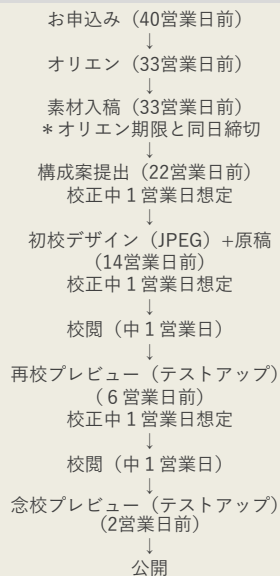 お申込み（40営業日前）
↓
オリエン（33営業日前）
↓
素材入稿（33営業日前）
＊オリエン期限と同日締切
↓
構成案提出（22営業日前）
校正中１営業日想定
↓
初校デザイン（JPEG）+原稿
(14営業日前）
校正中１営業日想定
↓
校閲（中１営業日）
↓
再校プレビュー（テストアップ）
（６営業日前）
校正中１営業日想定
↓
校閲（中１営業日）
↓
念校プレビュー（テストアップ）
（2営業日前）
↓
公開